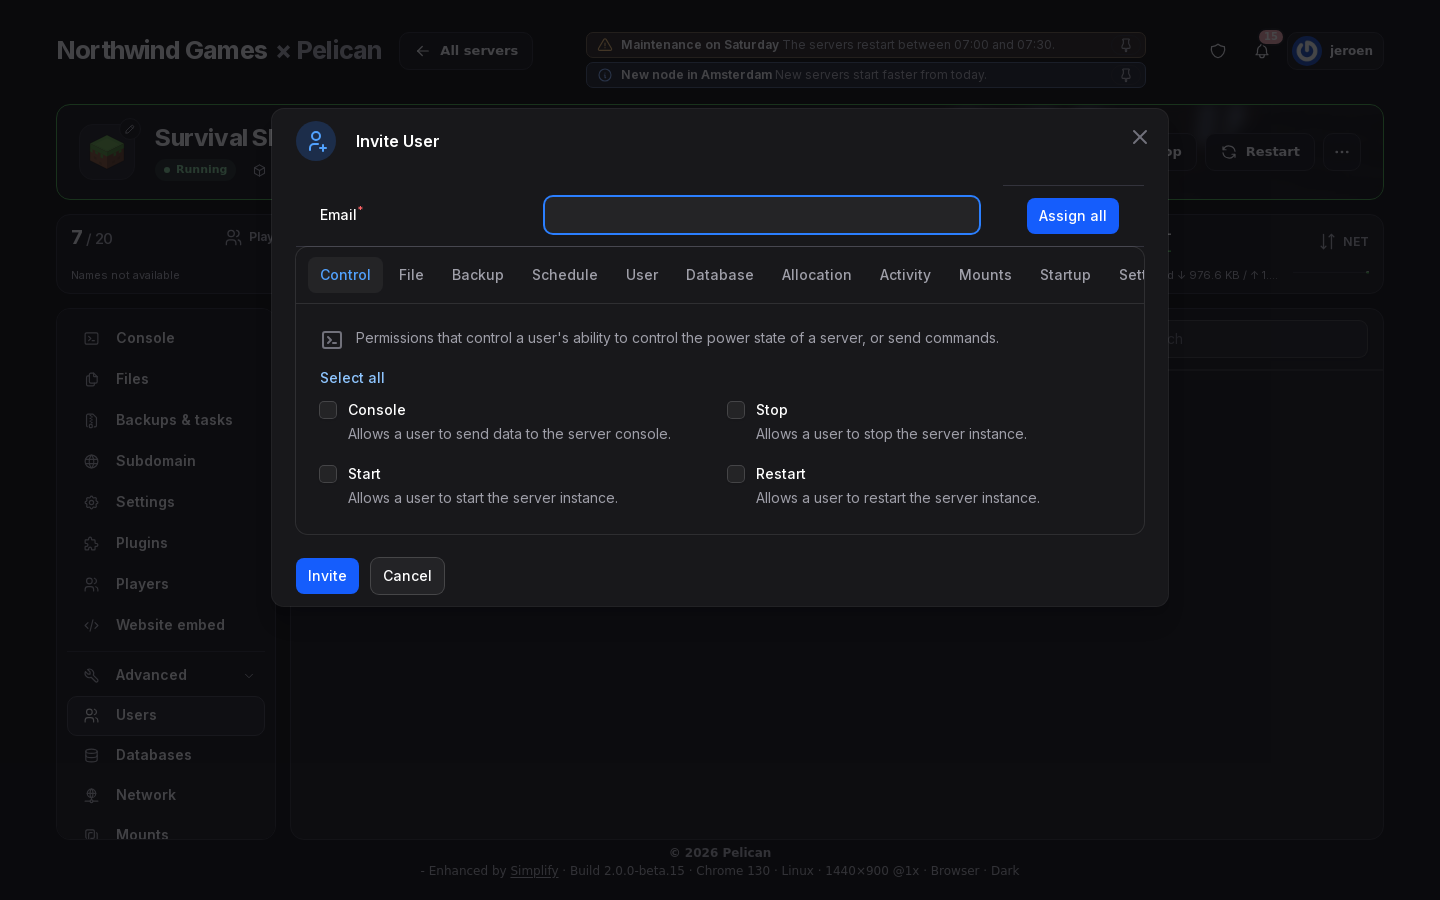 Northwind Games × Pelican
All servers
Maintenance on Saturday The servers restart between 07:00 and 07:30.
New node in Amsterdam New servers start faster from today.
15
jeroen
Survival
Running
Restart
7 / 20
Names not available
NET
↓ 976.6 KB / ↑ 1...
Console
Files
Backups & tasks
Subdomain
Settings
Plugins
Players
Website embed
Advanced
Users
Databases
Network
Mounts
Invite User
Email*
Assign all
Control File Backup Schedule User Database Allocation Activity Mounts Startup Sett
Permissions that control a user's ability to control the power state of a server, or send commands.
Select all
Console
Allows a user to send data to the server console.
Stop
Allows a user to stop the server instance.
Start
Allows a user to start the server instance.
Restart
Allows a user to restart the server instance.
Invite
Cancel
© 2026 Pelican
- Enhanced by Simplify · Build 2.0.0-beta.15 · Chrome 130 · Linux · 1440×900 @1x · Browser · Dark